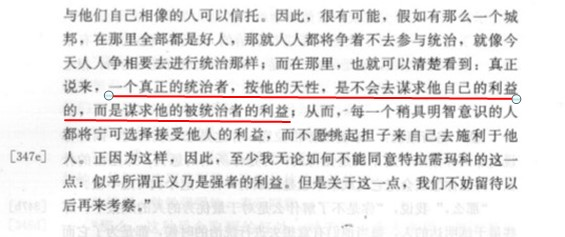 与他们自己相像的人可以信托。因此，很有可能，假如有那么一个城
邦，在那里全部都是好人，那就人人都将争着不去参与统治，就像今
天人人争相要去进行统治那样；而在那里，也就可以清楚看到：真正
说来，一个真正的统治者，按他的天性，是不会去谋求他自己的利益
的，而是谋求他的被统治者的利益；从而，每一个稍具明智意识的人
都将宁可选择接受他人的利益，而不愿挑起担子来自己去施利于他
[347e] 人。正因为这样，因此，至少我无论如何不能同意特拉需玛科的这一
点：似乎所谓正义乃是强者的利益。但是关于这一点，我们不妨留待以
后再来考察。”